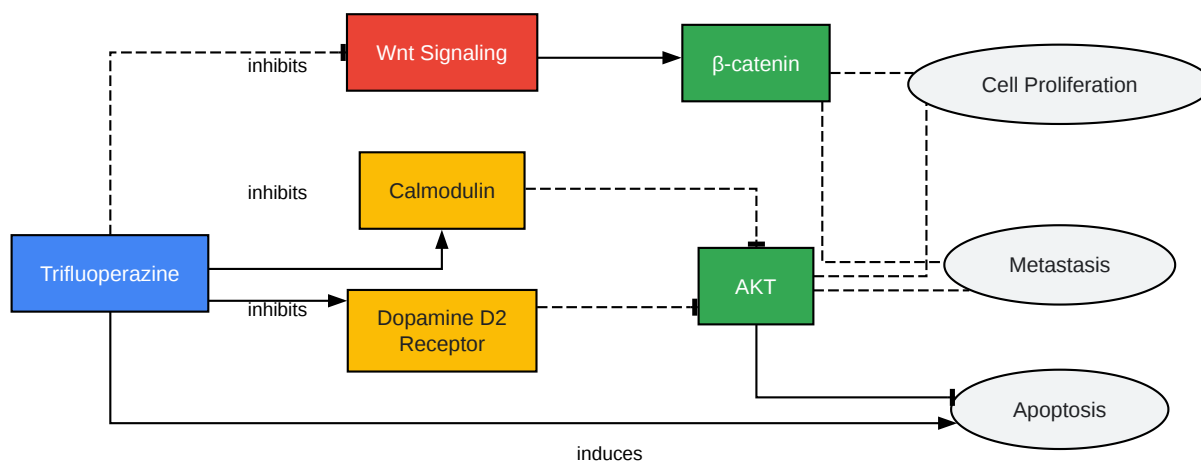 Wnt Signaling
inhibits
β-catenin
Cell Proliferation
inhibits
Calmodulin
Trifluoperazine
Metastasis
AKT
inhibits
Dopamine D2
Receptor
Apoptosis
induces